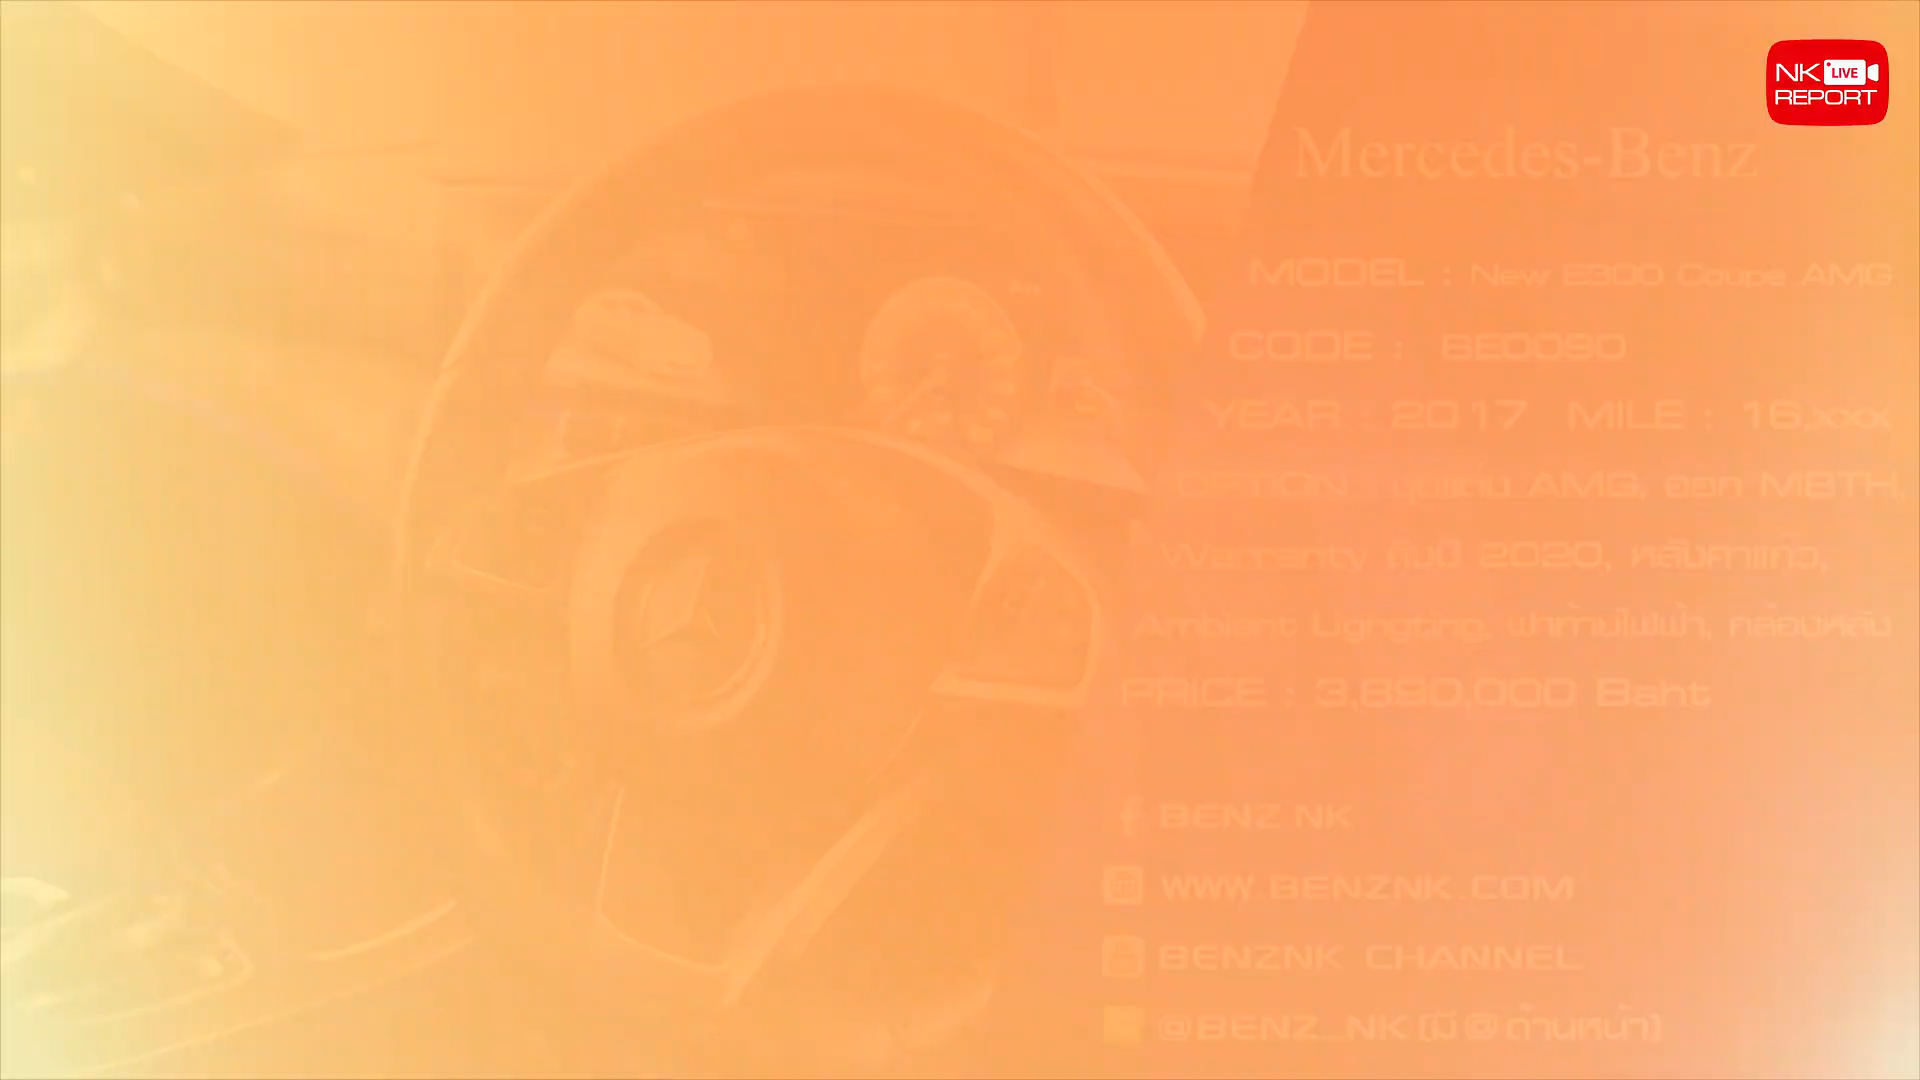 NK LIVE
REPORT
Mercedes-Benz
MODEL : New E300 Coupe AMG
CODE : BE0090
YEAR : 2017 MILE : 16,xxx
OPTION : ชุดแต่ง AMG, ออก MBTH,
Warranty ถึงปี 2020, หลังคาแก้ว,
Ambient Lighgting, ฝาท้ายไฟฟ้า, กล้องหลัง
PRICE : 3,890,000 Baht
BENZ NK
WWW.BENZNK.COM
BENZNK CHANNEL
@BENZ_NK (มี @ ด้านหน้า)